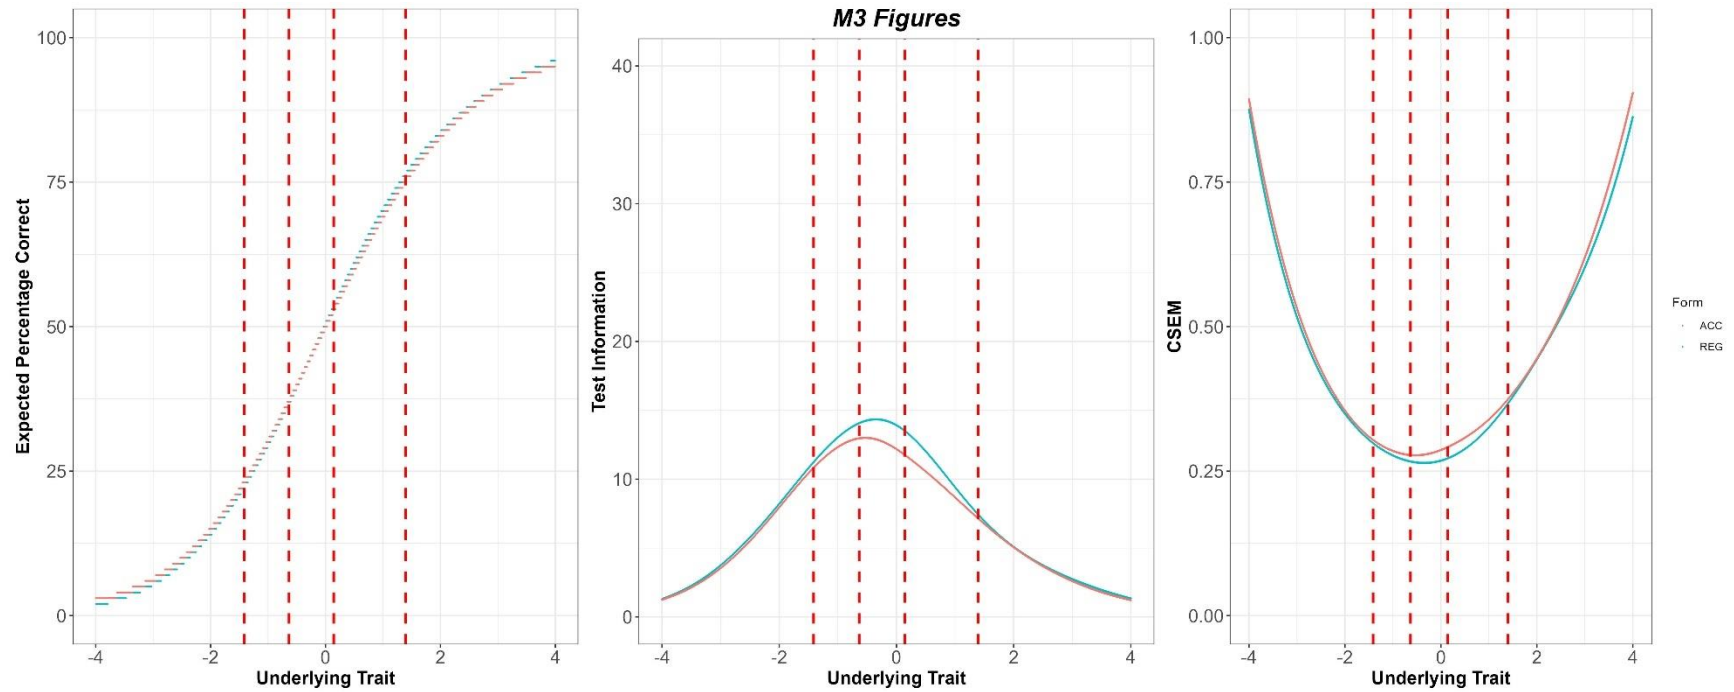 M3 Figures
Expected Percentage Correct
100
75
50
25
0
-4 -2 0 2 4
Underlying Trait
Test Information
40
30
20
10
0
-4 -2 0 2 4
Underlying Trait
CSEM
1.00
0.75
0.50
0.25
0.00
-4 -2 0 2 4
Underlying Trait
Form
ACC
REG